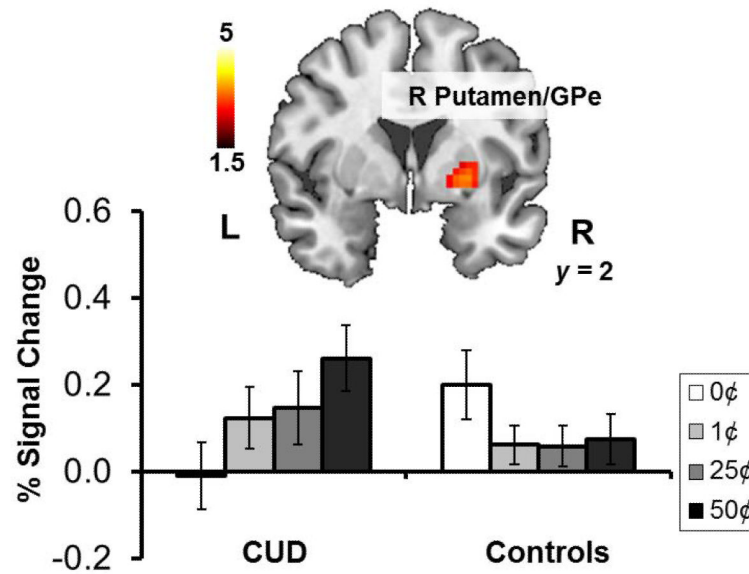 5
1.5
R Putamen/GPe
L
R
y = 2
% Signal Change
0.6
0.4
0.2
0.0
-0.2
CUD
Controls
0¢
1¢
25¢
50¢